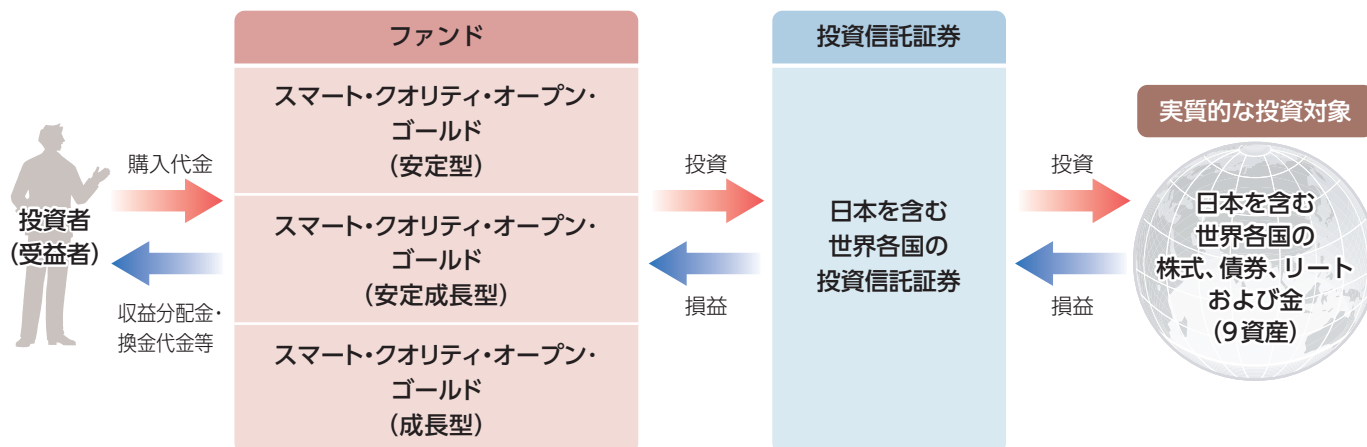 投資者
(受益者)
購入代金
収益分配金・
換金代金等
ファンド
スマート・クオリティ・オープン・
ゴールド
(安定型)
スマート・クオリティ・オープン・
ゴールド
(安定成長型)
スマート・クオリティ・オープン・
ゴールド
(成長型)
投資
損益
投資信託証券
日本を含む
世界各国の
投資信託証券
投資
損益
実質的な投資対象
日本を含む
世界各国の
株式、債券、リート
および金
(9資産)